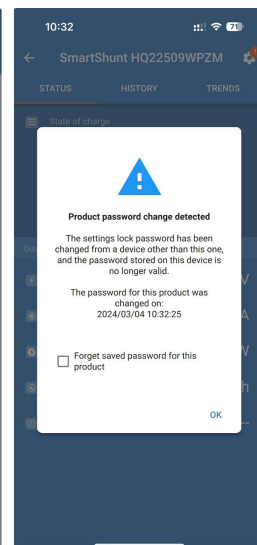 10:32
71
SmartShunt HQ22509WPZM
STATUS HISTORY TRENDS
State of charge
Product password change detected
The settings lock password has been
changed from a device other than this one,
and the password stored on this device is
no longer valid.
The password for this product was
changed on:
2024/03/04 10:32:25
Forget saved password for this
product
OK
Out
V
A
W
h
--